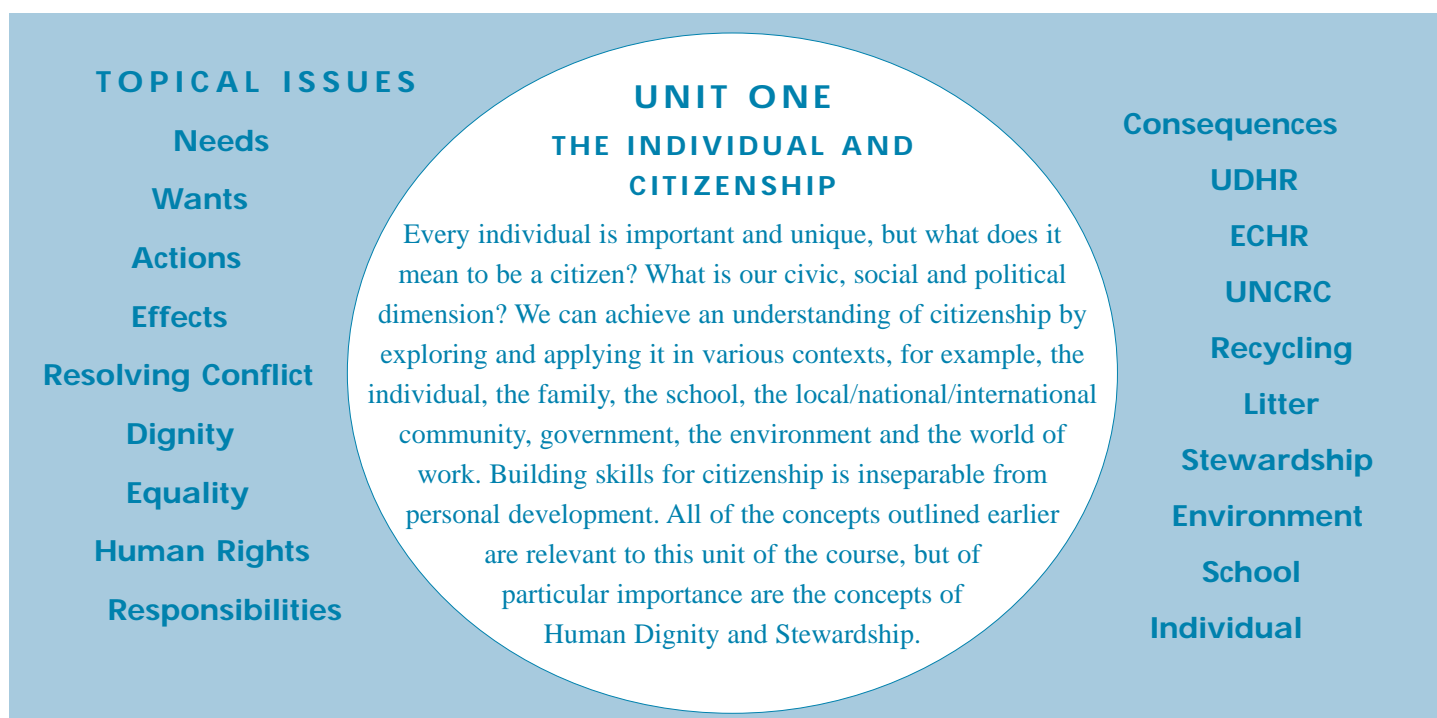 TOPICAL ISSUES
Needs
Wants
Actions
Effects
Resolving Conflict
Dignity
Equality
Human Rights
Responsibilities
UNIT ONE
THE INDIVIDUAL AND
CITIZENSHIP
Every individual is important and unique, but what does it
mean to be a citizen? What is our civic, social and political
dimension? We can achieve an understanding of citizenship by
exploring and applying it in various contexts, for example, the
individual, the family, the school, the local/national/international
community, government, the environment and the world of
work. Building skills for citizenship is inseparable from
personal development. All of the concepts outlined earlier
are relevant to this unit of the course, but of
particular importance are the concepts of
Human Dignity and Stewardship.
Consequences
UDHR
ECHR
UNCRC
Recycling
Litter
Stewardship
Environment
School
Individual